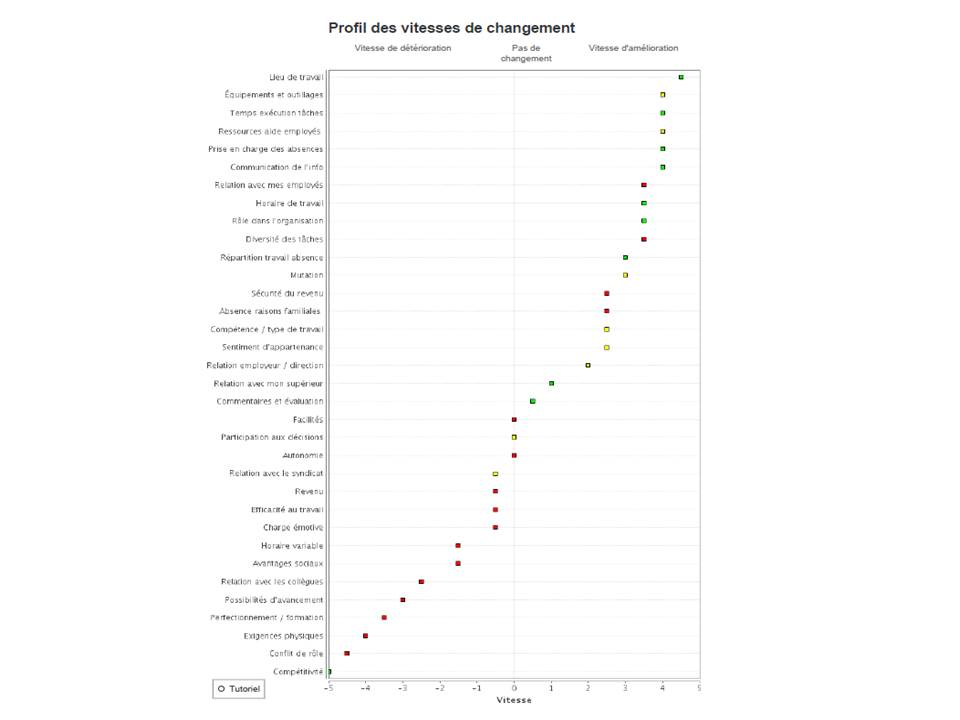 Profil des vitesses de changement
Vitesse de détérioration Pas de changement Vitesse d'amélioration
Lieu de travail
Équipements et outillages
Temps exécution tâches
Ressources aide employés
Prise en charge des absences
Communication de l'info
Relation avec mes employés
Horaire de travail
Rôle dans l'organisation
Diversité des tâches
Répartition travail absence
Mutation
Sécurité du revenu
Absence raisons familiales
Compétence / type de travail
Sentiment d'appartenance
Relation employeur / direction
Relation avec mon supérieur
Commentaires et évaluation
Facilités
Participation aux décisions
Autonomie
Relation avec le syndicat
Revenu
Efficacité au travail
Charge émotive
Horaire variable
Avantages sociaux
Relation avec les collègues
Possibilités d'avancement
Perfectionnement / formation
Exigences physiques
Conflit de rôle
Compétitivité
Tutoriel
-5 -4 -3 -2 -1 0 1 2 3 4 5
Vitesse